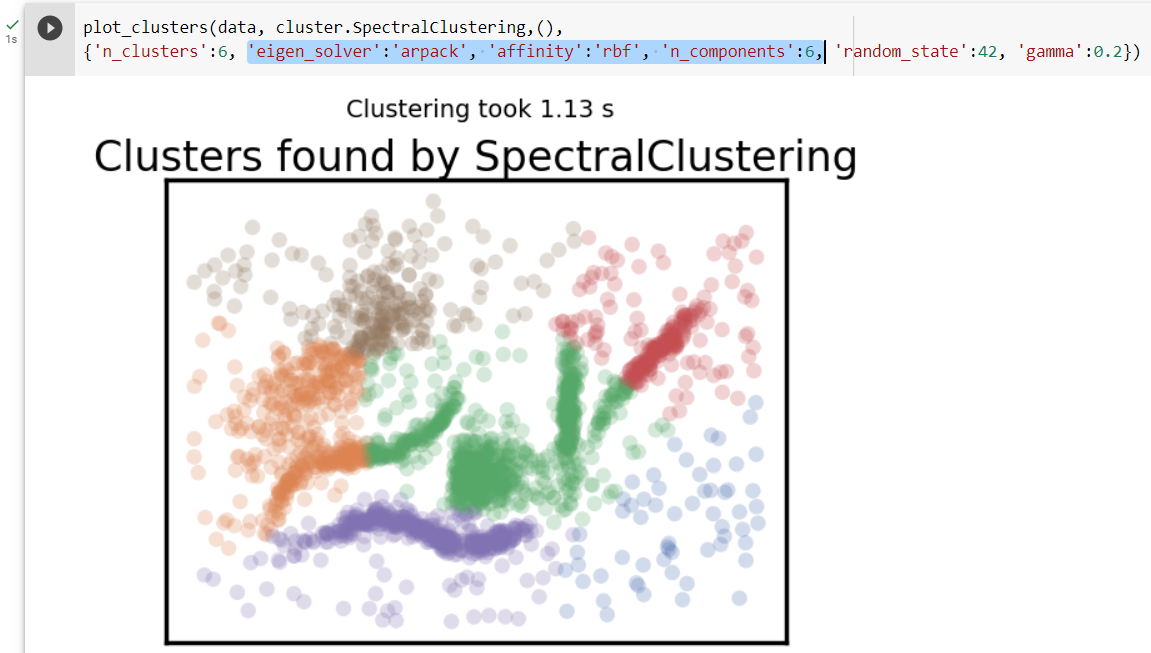 plot_clusters(data, cluster.SpectralClustering,(),
1s
{'n_clusters':6, 'eigen_solver':'arpack', 'affinity':'rbf', 'n_components':6, 'random_state':42, 'gamma':0.2})
Clustering took 1.13 s
Clusters found by SpectralClustering